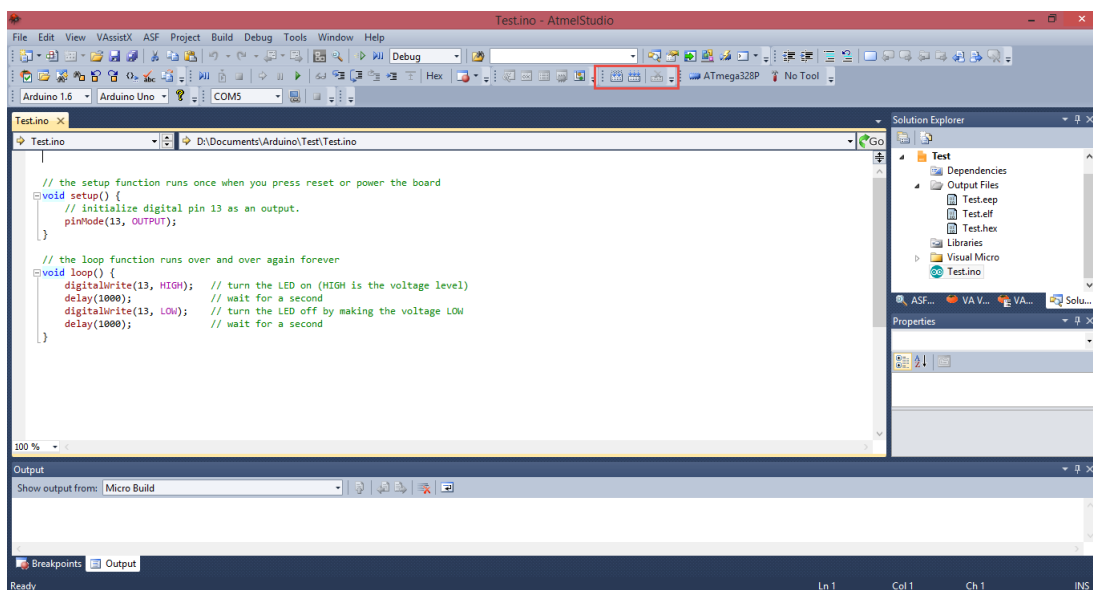 Test.ino - AtmelStudio
File Edit View VAssistX ASF Project Build Debug Tools Window Help
Debug
Hex ATmega328P No Tool
Arduino 1.6 Arduino Uno COM5
Test.ino
Test.ino D:\Documents\Arduino\Test\Test.ino Go
// the setup function runs once when you press reset or power the board
void setup() {
// initialize digital pin 13 as an output.
pinMode(13, OUTPUT);
}
// the loop function runs over and over again forever
void loop() {
digitalWrite(13, HIGH); // turn the LED on (HIGH is the voltage level)
delay(1000); // wait for a second
digitalWrite(13, LOW); // turn the LED off by making the voltage LOW
delay(1000); // wait for a second
}
100 %
Solution Explorer
Test
Dependencies
Output Files
Test.eep
Test.elf
Test.hex
Libraries
Visual Micro
Test.ino
ASF... VA V... VA... Solu...
Properties
Output
Show output from: Micro Build
Breakpoints Output
Ready Ln 1 Col 1 Ch 1 INS